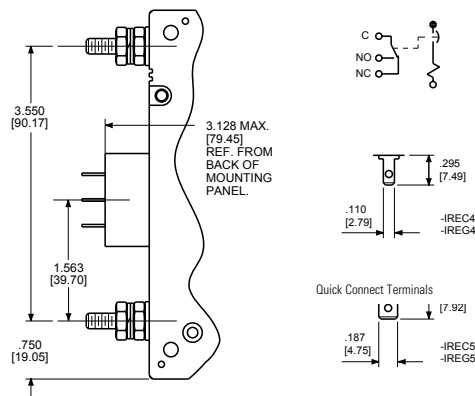 3.550
[90.17]
3.128 MAX.
[79.45]
REF. FROM
BACK OF
MOUNTING
PANEL.
1.563
[39.70]
.750
[19.05]
C
NO
NC
.295
[7.49]
.110
[2.79]
-IREC4
-IREG4
Quick Connect Terminals
[7.92]
.187
[4.75]
-IREC5
-IREG5